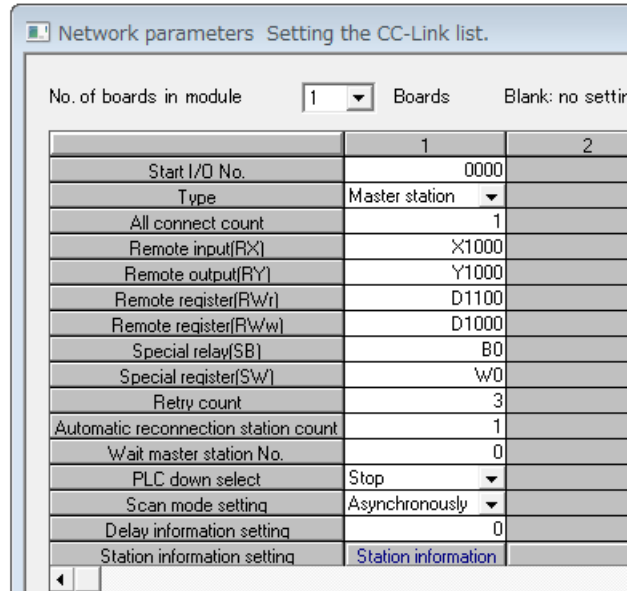 Network parameters Setting the CC-Link list.
No. of boards in module 1 Boards Blank: no settin
1 2
Start I/O No. 0000
Type Master station
All connect count 1
Remote input(RX) X1000
Remote output(RY) Y1000
Remote register(RWr) D1100
Remote register(RWw) D1000
Special relay(SB) B0
Special register(SW) W0
Retry count 3
Automatic reconnection station count 1
Wait master station No. 0
PLC down select Stop
Scan mode setting Asynchronously
Delay information setting 0
Station information setting Station information